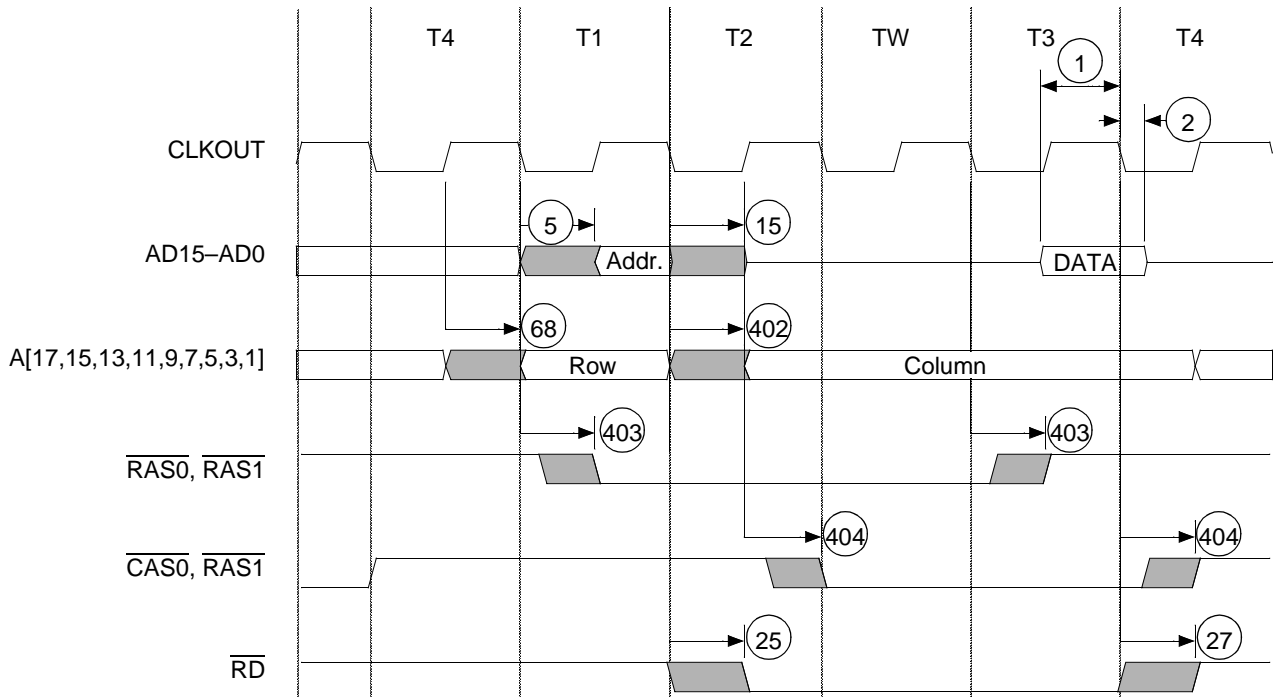 T4 T1 T2 TW T3 T4
1
2
CLKOUT
5 15
AD15–AD0 Addr. DATA
68 402
A[17,15,13,11,9,7,5,3,1] Row Column
403 403
RAS0, RAS1
404 404
CAS0, RAS1
25 27
RD